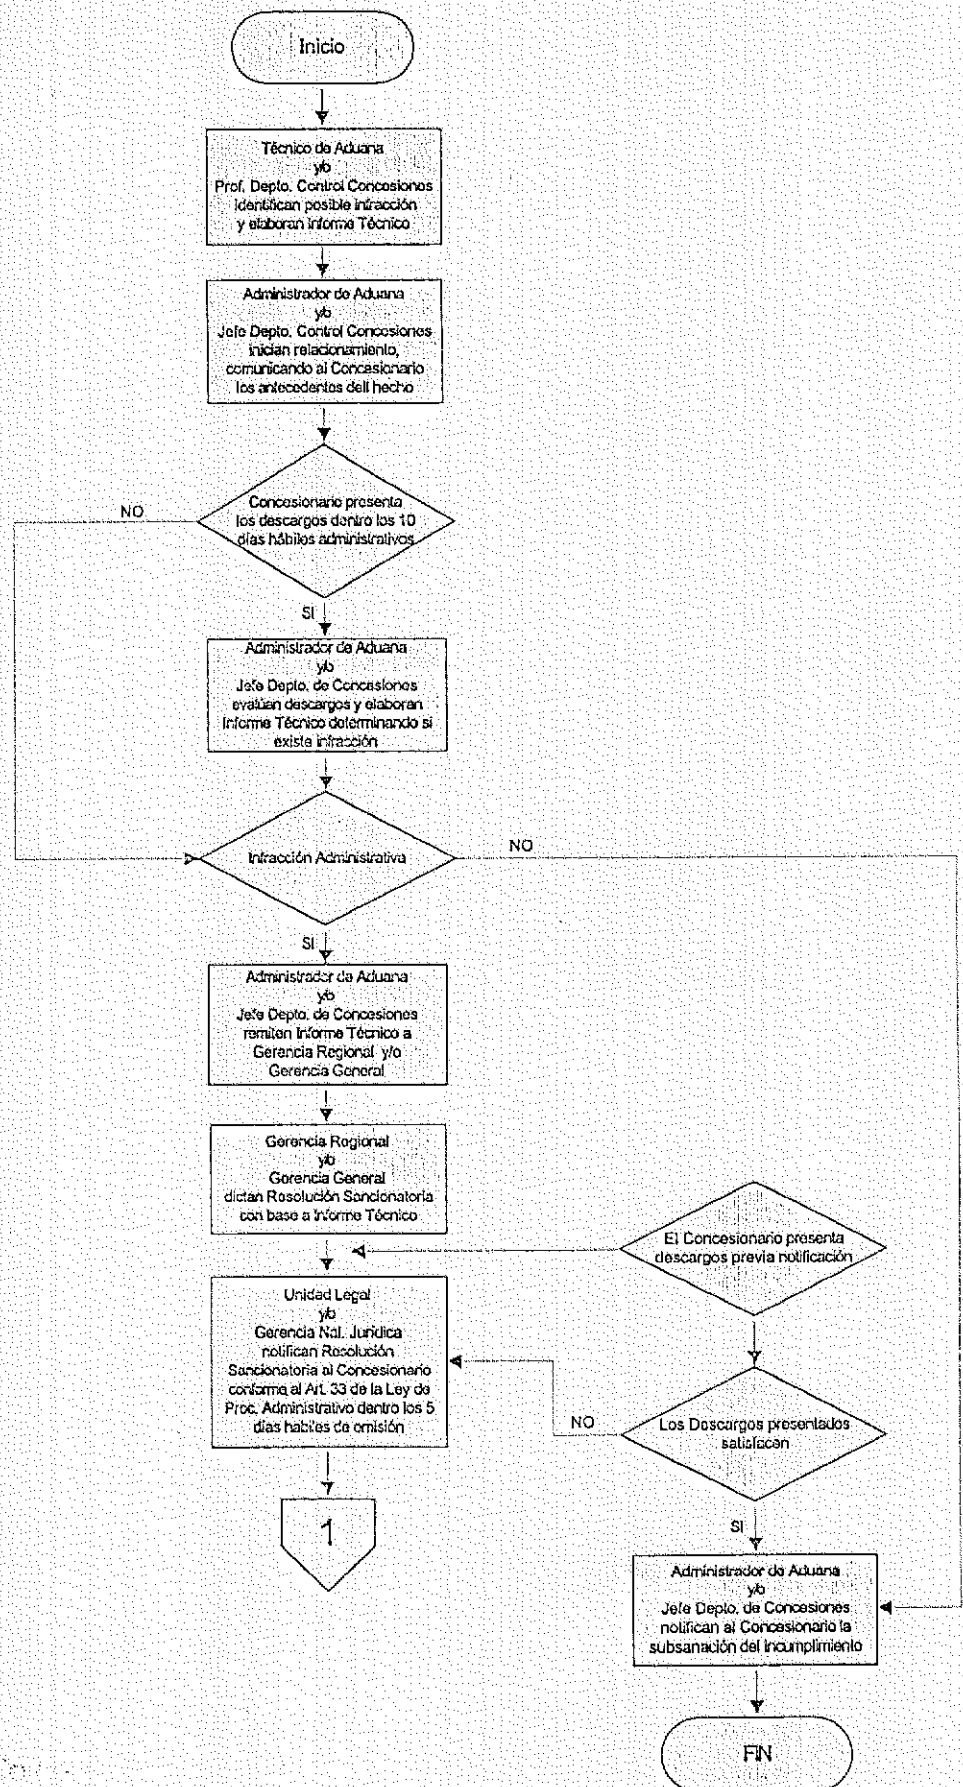 Inicio
Técnico de Aduana
y/o
Prof. Depto. Control Concesiones
identifican posible infracción
y elaboran informe Técnico
Administrador de Aduana
y/o
Jefe Depto. Control Concesiones
inician relacionamiento,
comunicando al Concesionario
los antecedentes dell hecho
Concesionario presenta
los descargos dentro los 10
días hábiles administrativos
NO
SI
Administrador de Aduana
y/o
Jefe Depto. de Concesiones
evalúan descargos y elaboran
Informe Técnico determinando si
existe infracción
Infracción Administrativa
NO
SI
Administrador de Aduana
y/o
Jefe Depto. de Concesiones
remiten Informe Técnico a
Gerencia Regional y/o
Gerencia General
Gerencia Regional
y/o
Gerencia General
dictan Resolución Sancionatoria
con base a Informe Técnico
El Concesionario presenta
descargos previa notificación
Unidad Legal
y/o
Gerencia Nal. Jurídica
notifican Resolución
Sancionatoria al Concesionario
conforme al Art. 33 de la Ley de
Proc. Administrativo dentro los 5
días habiles de emisión
Los Descargos presentados
satisfacen
NO
SI
1
Administrador de Aduana
y/o
Jefe Depto. de Concesiones
notifican al Concesionario la
subsanación del incumplimiento
FIN